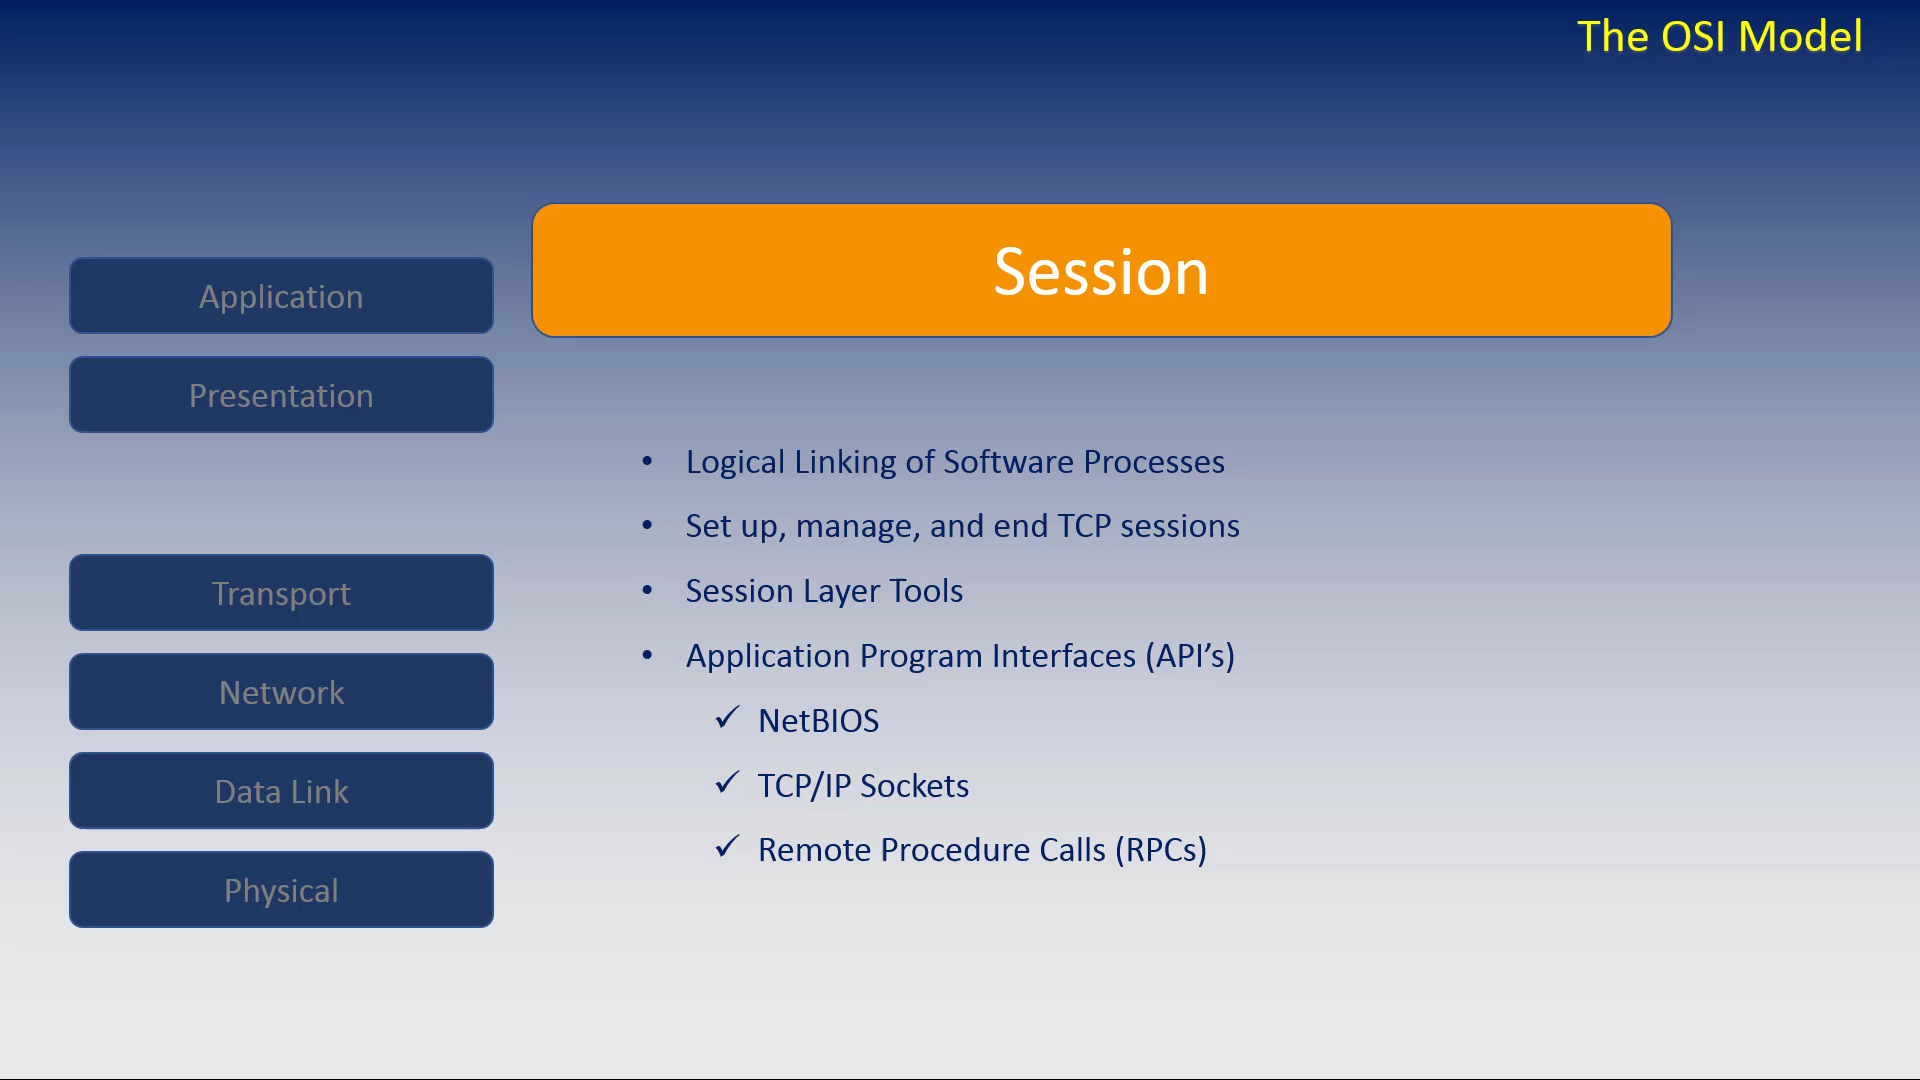 The OSI Model
Session
Application
Presentation
Transport
Network
Data Link
Physical
• Logical Linking of Software Processes
• Set up, manage, and end TCP sessions
• Session Layer Tools
• Application Program Interfaces (API’s)
✓ NetBIOS
✓ TCP/IP Sockets
✓ Remote Procedure Calls (RPCs)